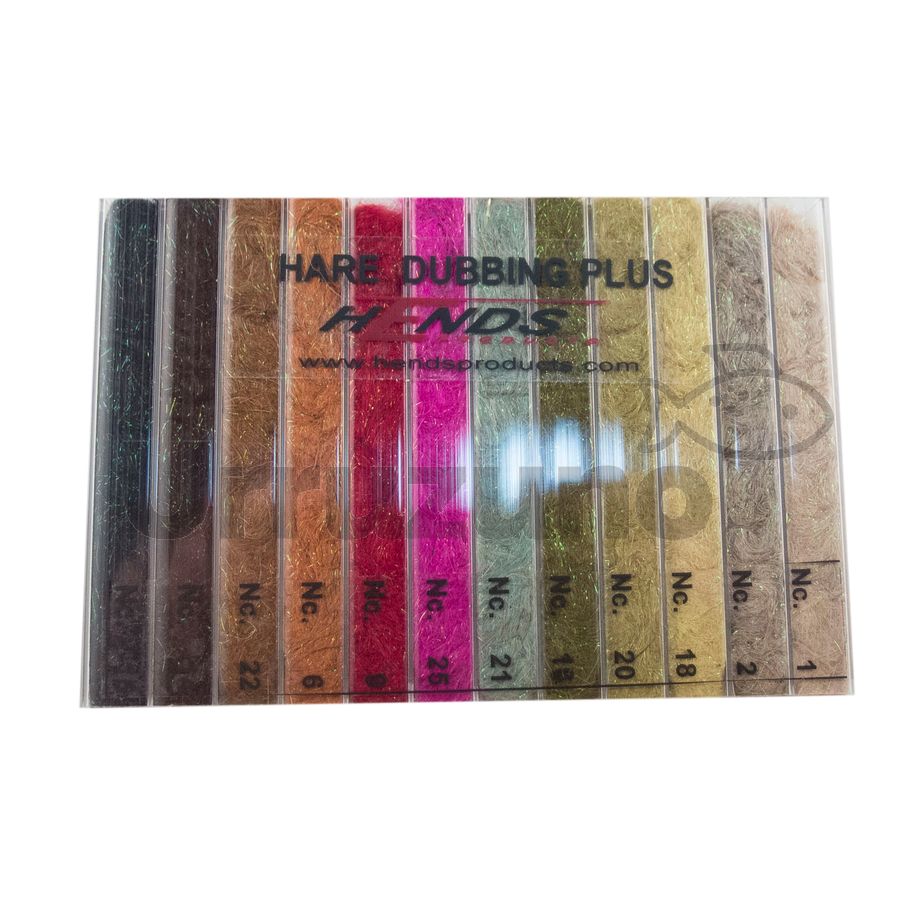 HARE DUBBING PLUS
HENDS
www.hendsproducts.com
urruzuno
Nc. 22
Nc. 6
Nc. 9
Nc. 25
Nc. 21
Nc.
Nc. 20
Nc. 18
Nc. 2
Nc. 1